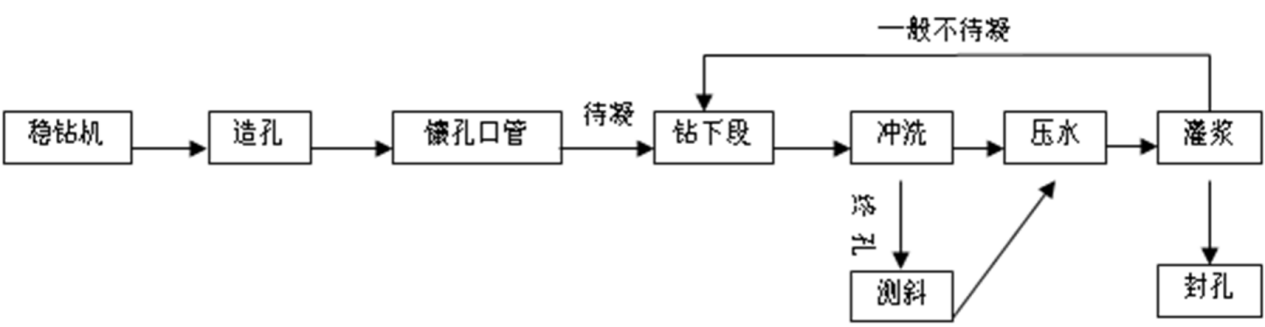 一般不待凝
稳钻机
造孔
镶孔口管
待凝
钻下段
冲洗
压水
灌浆
终孔
测斜
封孔